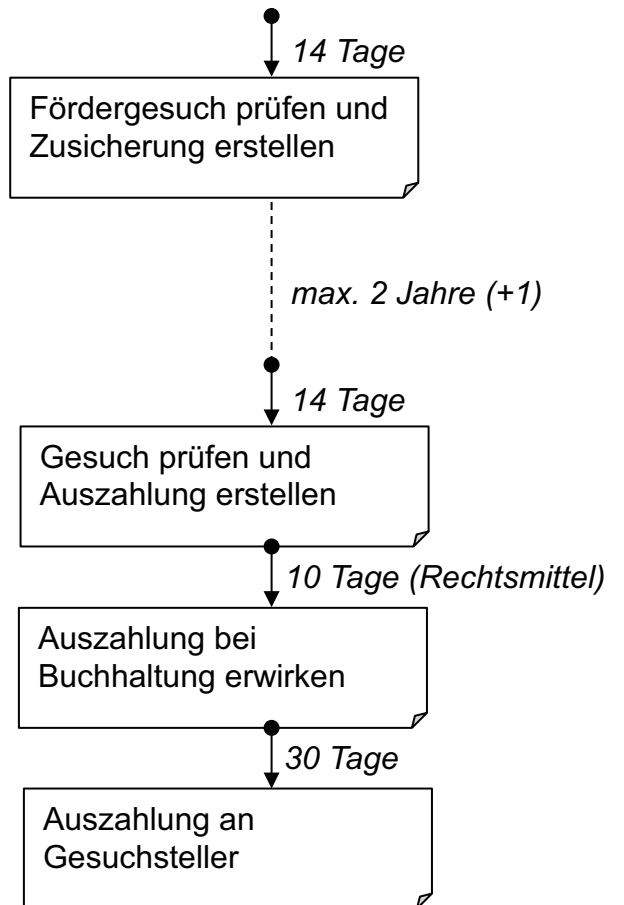 14 Tage
Fördergesuch prüfen und
Zusicherung erstellen
max. 2 Jahre (+1)
14 Tage
Gesuch prüfen und
Auszahlung erstellen
10 Tage (Rechtsmittel)
Auszahlung bei
Buchhaltung erwirken
30 Tage
Auszahlung an
Gesuchsteller